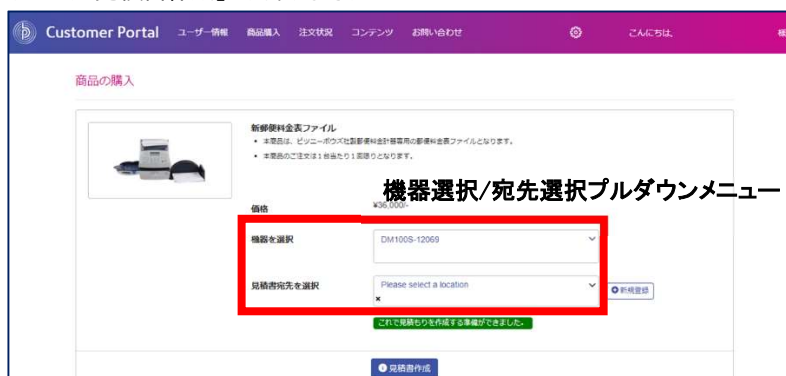 Customer Portal ユーザー情報 商品購入 注文状況 コンテンツ お問い合わせ こんにちは、 様
商品の購入
新郵便料金表ファイル
• 本商品は、ピツニーボウズ社製郵便料金計器専用の郵便料金表ファイルとなります。
• 本商品のご注文は1台当たり1回限りとなります。
機器選択/宛先選択プルダウンメニュー
価格 ¥36,000/-
機器を選択 DM100S-12069
見積書宛先を選択 Please select a location
× 新規登録
これで見積もりを作成する準備ができました。
見積書作成